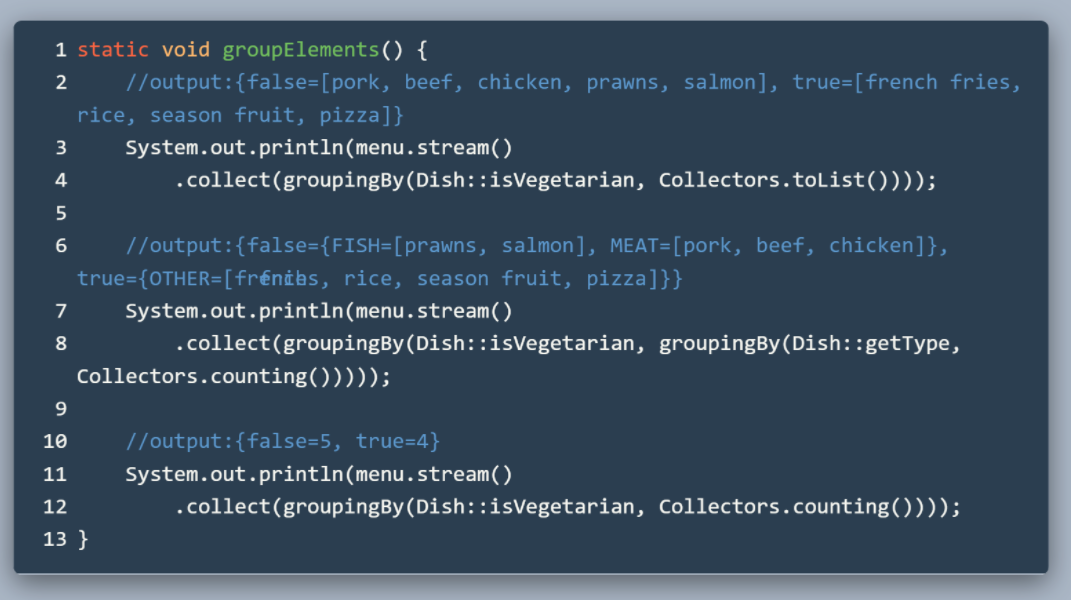 1 static void groupElements() {
2     //output:{false=[pork, beef, chicken, prawns, salmon], true=[french fries,
rice, season fruit, pizza]}
3     System.out.println(menu.stream()
4         .collect(groupingBy(Dish::isVegetarian, Collectors.toList())));
5
6     //output:{false={FISH=[prawns, salmon], MEAT=[pork, beef, chicken]},
true={OTHER=[ rice, season fruit, pizza]}}
7     System.out.println(menu.stream()
8         .collect(groupingBy(Dish::isVegetarian, groupingBy(Dish::getType,
Collectors.counting()))));
9
10     //output:{false=5, true=4}
11     System.out.println(menu.stream()
12         .collect(groupingBy(Dish::isVegetarian, Collectors.counting())));
13 }